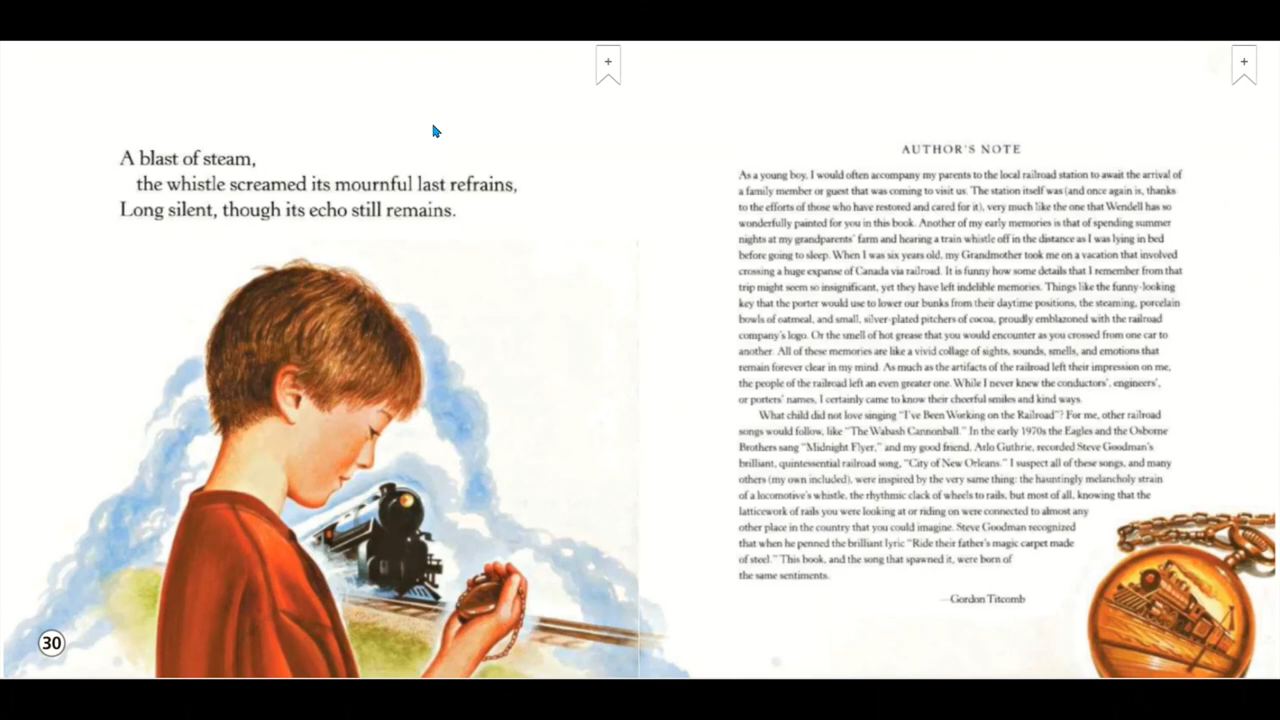 A blast of steam,
the whistle screamed its mournful last refrains,
Long silent, though its echo still remains.
30
AUTHOR'S NOTE
As a young boy, I would often accompany my parents to the local railroad station to await the arrival of
a family member or guest that was coming to visit us. The station itself was (and once again is, thanks
to the efforts of those who have restored and cared for it), very much like the one that Wendell has so
wonderfully painted for you in this book. Another of my early memories is that of spending summer
nights at my grandparents' farm and hearing a train whistle off in the distance as I was lying in bed
before going to sleep. When I was six years old, my Grandmother took me on a vacation that involved
crossing a huge expanse of Canada via railroad. It is funny how some details that I remember from that
trip might seem so insignificant, yet they have left indelible memories. Things like the funny-looking
key that the porter would use to lower our bunks from their daytime positions, the steaming, porcelain
bowls of oatmeal, and small, silver-plated pitchers of cocoa, proudly emblazoned with the railroad
company's logo. Or the smell of hot grease that you would encounter as you crossed from one car to
another. All of these memories are like a vivid collage of sights, sounds, smells, and emotions that
remain forever clear in my mind. As much as the artifacts of the railroad left their impression on me,
the people of the railroad left an even greater one. While I never knew the conductors', engineers',
or porters' names, I certainly came to know their cheerful smiles and kind ways.
What child did not love singing "I've Been Working on the Railroad"? For me, other railroad
songs would follow, like "The Wabash Cannonball." In the early 1970s the Eagles and the Osborne
Brothers sang "Midnight Flyer," and my good friend, Arlo Guthrie, recorded Steve Goodman's
brilliant, quintessential railroad song, "City of New Orleans." I suspect all of these songs, and many
others (my own included), were inspired by the very same thing: the hauntingly melancholy strain
of a locomotive's whistle, the rhythmic clack of wheels to rails, but most of all, knowing that the
latticework of rails you were looking at or riding on were connected to almost any
other place in the country that you could imagine. Steve Goodman recognized
that when he penned the brilliant lyric "Ride their father's magic carpet made
of steel." This book, and the song that spawned it, were born of
the same sentiments.
—Gordon Titcomb